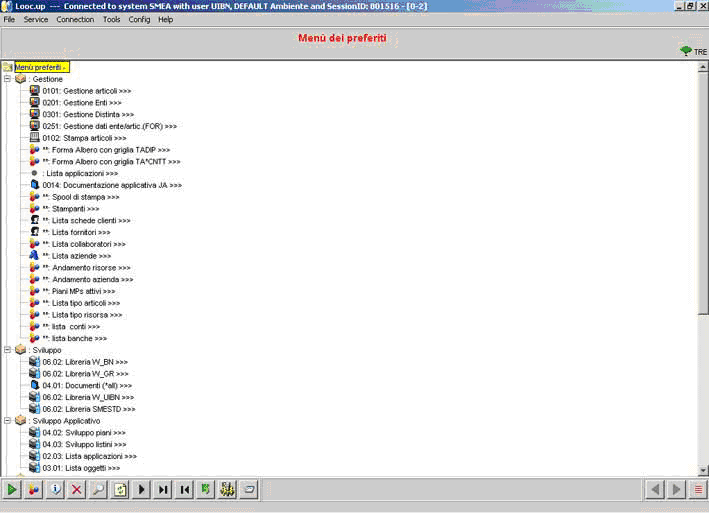 Looc.up --- Connected to system SMEA with user UIBN, DEFAULT Ambiente and SessionID: 001516 - [0-2]
File Service Connection Tools Config Help
Menù dei preferiti
TRE
Menù preferiti -
: Gestione
0101: Gestione articoli >>>
0201: Gestione Enti >>>
0301: Gestione Distinta >>>
0251: Gestione dati ente/artic.(FOR) >>>
0102: Stampa articoli >>>
**: Forma Albero con griglia TADIP >>>
**: Forma Albero con griglia TA*CNTT >>>
: Lista applicazioni >>>
0014: Documentazione applicativa JA >>>
**: Spool di stampa >>>
**: Stampanti >>>
**: Lista schede clienti >>>
**: Lista fornitori >>>
**: Lista collaboratori >>>
**: Lista aziende >>>
**: Andamento risorse >>>
**: Andamento azienda >>>
**: Piani MPs attivi >>>
**: Lista tipo articoli >>>
**: Lista tipo risorsa >>>
**: lista conti >>>
**: lista banche >>>
: Sviluppo
06.02: Libreria W_BN >>>
06.02: Libreria W_GR >>>
04.01: Documenti (*all) >>>
06.02: Libreria W_UIBN >>>
06.02: Libreria SMESTD >>>
: Sviluppo Applicativo
04.02: Sviluppo piani >>>
04.03: Sviluppo listini >>>
02.03: Lista applicazioni >>>
03.01: Lista oggetti >>>